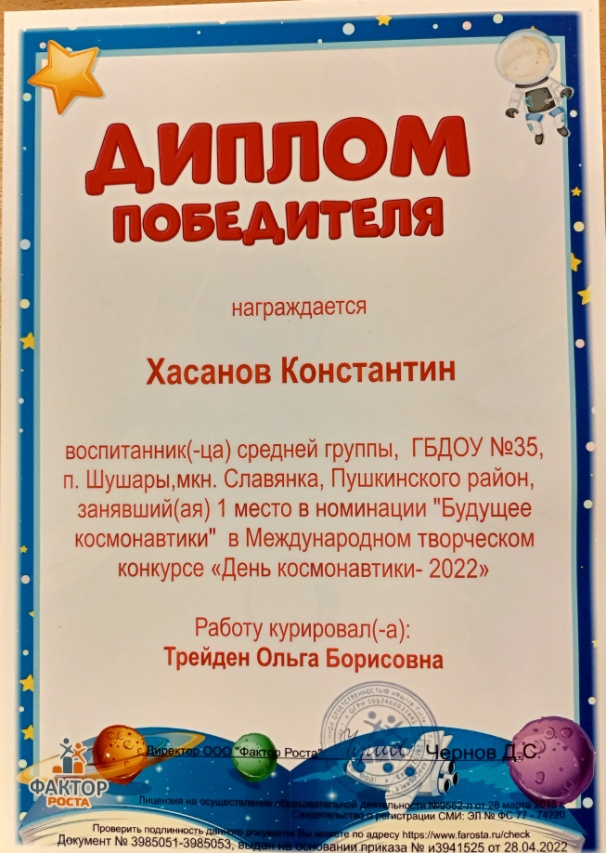 ДИПЛОМ
ПОБЕДИТЕЛЯ
награждается
Хасанов Константин
воспитанник(-ца) средней группы, ГБДОУ №35,
п. Шушары,мкн. Славянка, Пушкинского район,
занявший(ая) 1 место в номинации "Будущее
космонавтики" в Международном творческом
конкурсе «День космонавтики- 2022»
Работу курировал(-а):
Трейден Ольга Борисовна
Директор ООО "Фактор Роста"
Чернов Д.С.
ФАКТОР
РОСТА
Лицензия на осуществление образовательной деятельности №9562-л от 28 марта
Свидетельство о регистрации СМИ: ЭЛ № ФС 77 - 74220
Проверить подлинность данного документа Вы можете по адресу https://www.farosta.ru/check
Документ № 3985051-3985053, выдан на основании приказа № и3941525 от 28.04.2022